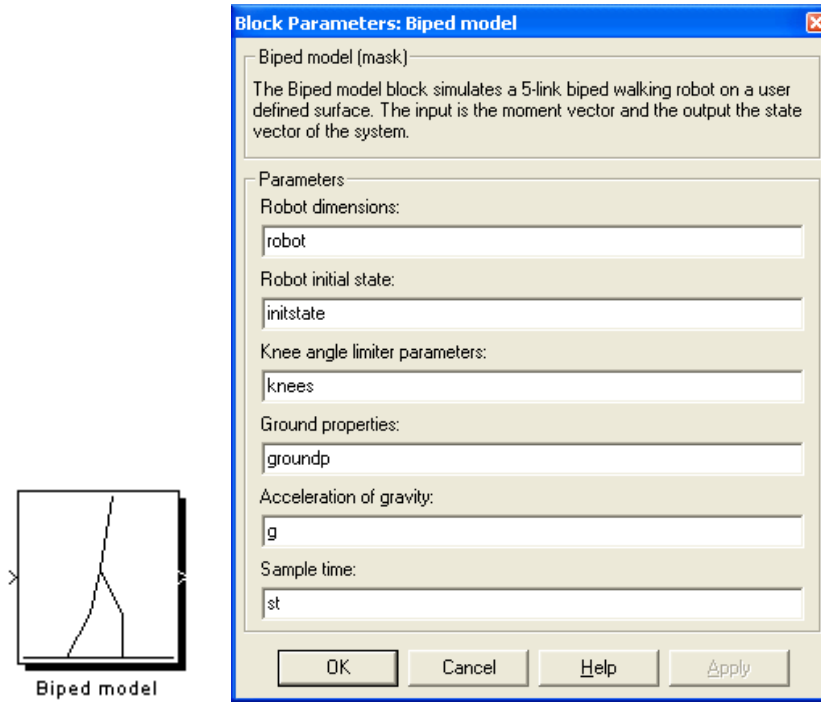 Block Parameters: Biped model
Biped model (mask)
The Biped model block simulates a 5-link biped walking robot on a user
defined surface. The input is the moment vector and the output the state
vector of the system.
Parameters
Robot dimensions:
robot
Robot initial state:
initstate
Knee angle limiter parameters:
knees
Ground properties:
groundp
Acceleration of gravity:
g
Sample time:
st
OK Cancel Help Apply
Biped model